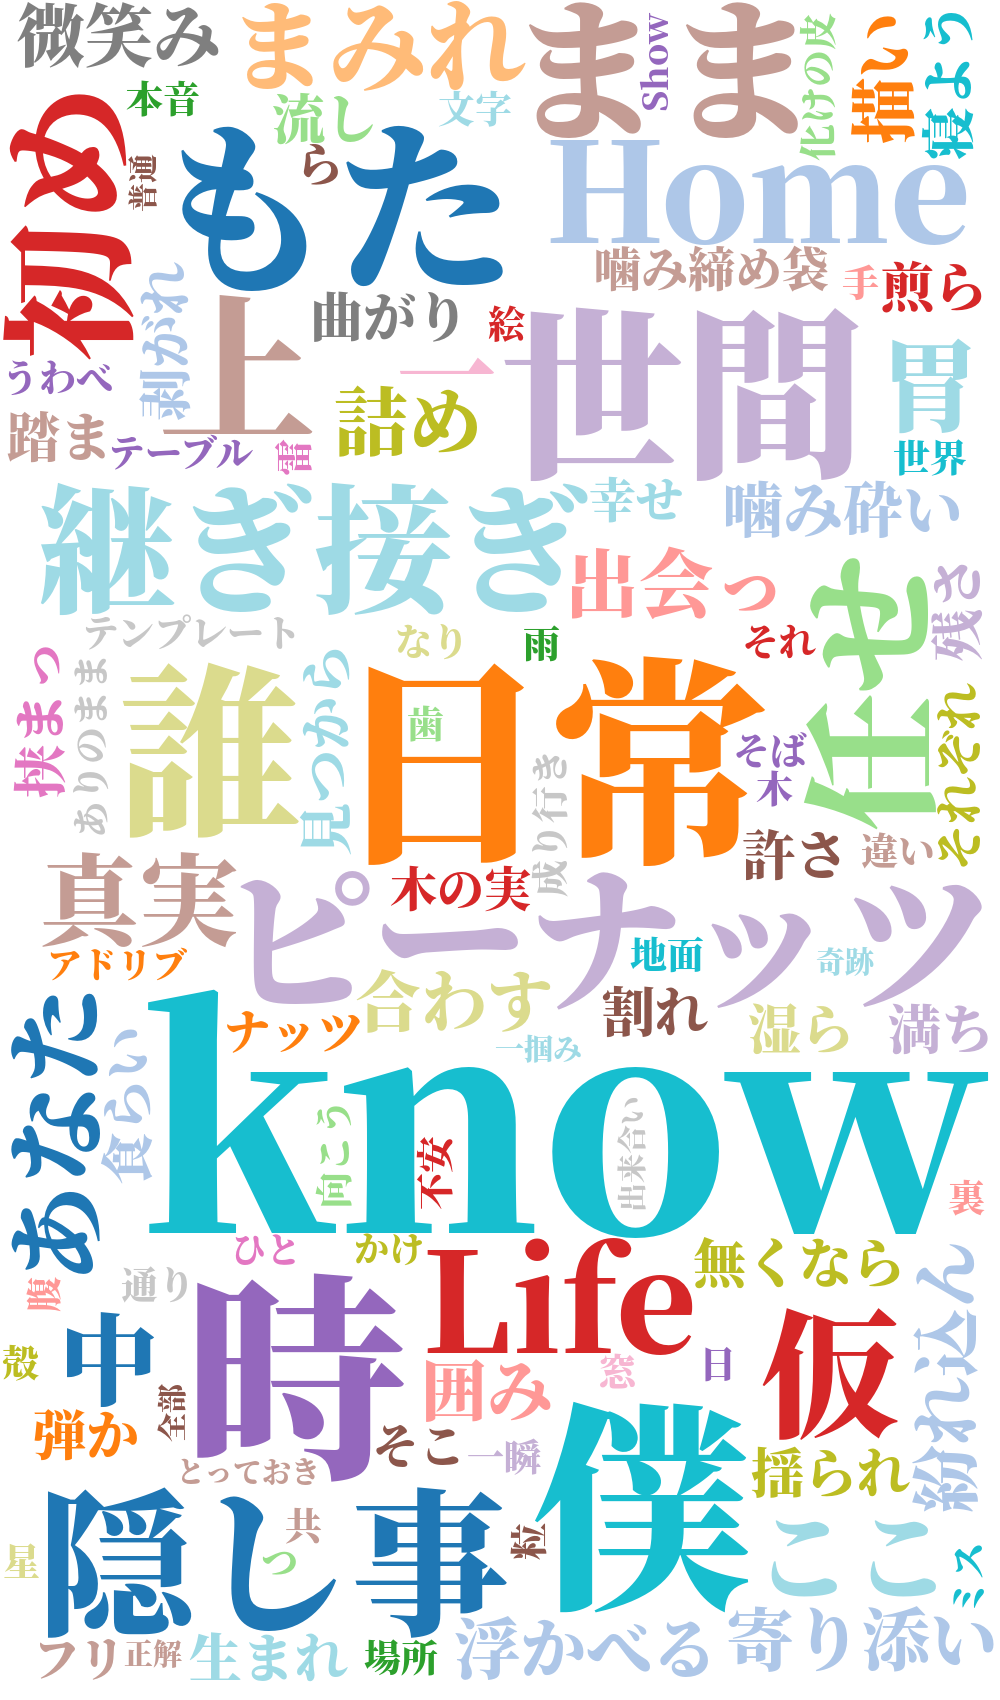 微笑み
まみれ
まま
Show
化けの皮
描い
寝よう
本音
流し
文字
初め
普通
もた
ら
Home
噛み締め
袋
手
煎ら
剥がれ
上
曲がり
絵
一
世間
胃
うわべ
踏ま
テーブル
雷
詰め
世界
継ぎ接ぎ
幸せ
噛み砕い
出会っ
任せ
残さ
テンプレート
なり
雨
それ
挟まっ
ありのまま
誰
見つから
日常
歯
そば
木
それぞれ
成り行き
許さ
違い
真実
ピーナッツ
木の実
アドリブ
地面
奇跡
合わす
ナッツ
割れ
一掴み
湿ら
満ち
あなた
食らい
know
向こう
不安
出来合い
裏
ひと
かけ
Life
無くなら
腹
通り
時
殻
中
全部
弾か
囲み
窓
日
仮
紛れ込ん
そこ
一瞬
揺られ
とっておき
隠し事
共
つ
粒
僕
ここ
星
ミス
フリ
正解
生まれ
場所
浮かべる
寄り添い